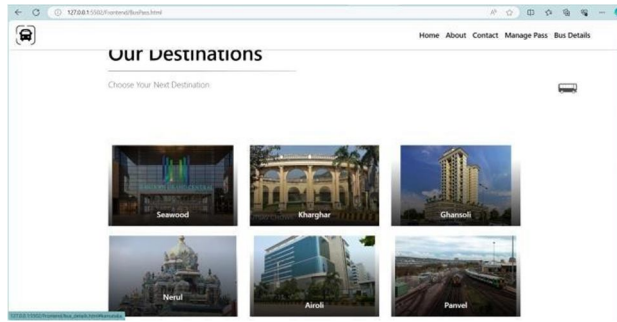 127.0.0.1:5502/Frontend/BusPass.html
Home About Contact Manage Pass Bus Details
Our Destinations
Choose Your Next Destination
Seawood Kharghar Ghansoli
Nerul Airoli Panvel